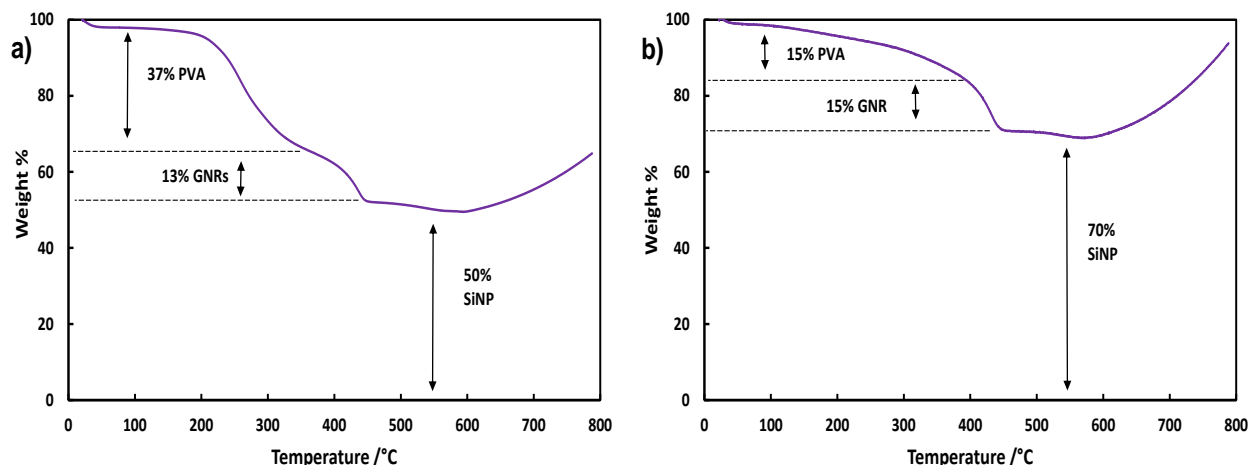 a)
100
80
60
40
20
0
Weight %
37% PVA
13% GNRs
50%
SiNP
0 100 200 300 400 500 600 700 800
Temperature /°C
b)
100
80
60
40
20
0
Weight %
15% PVA
15% GNR
70%
SiNP
0 100 200 300 400 500 600 700 800
Temperature /°C